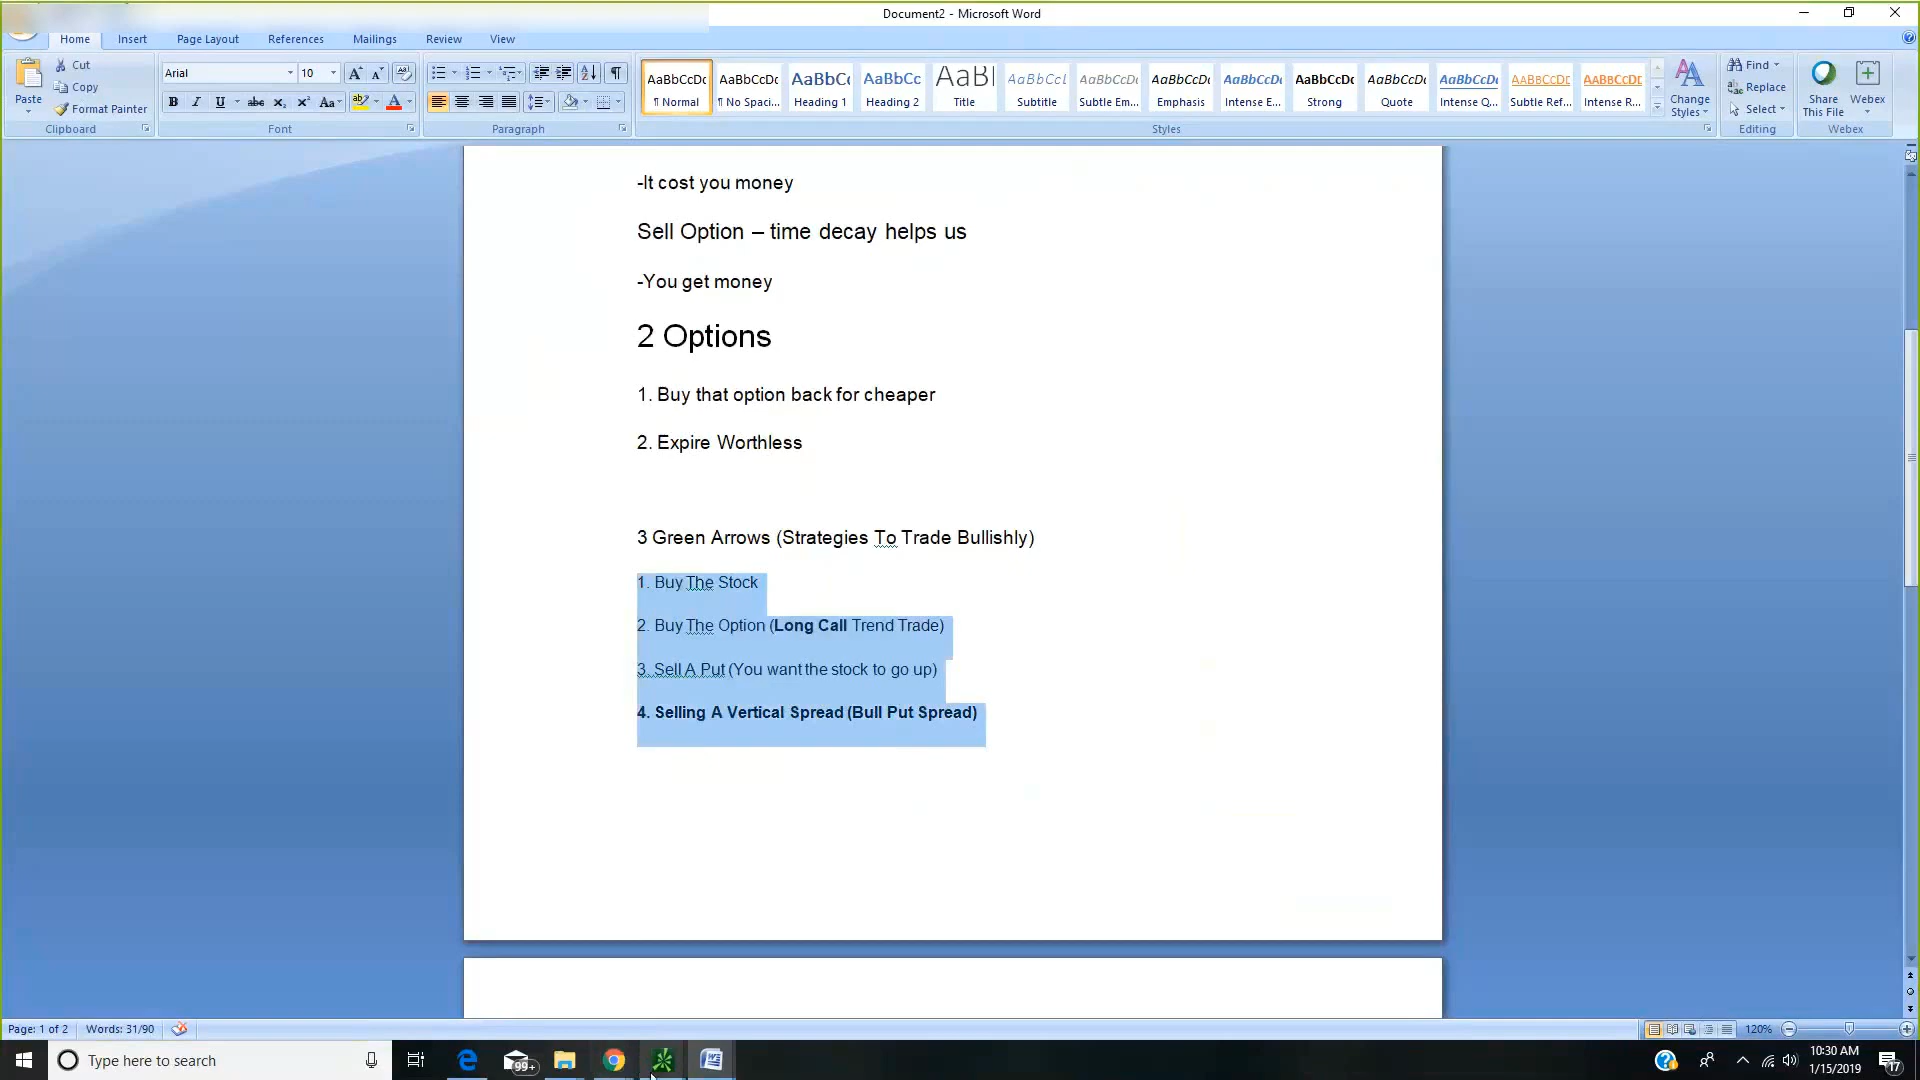 Document2 - Microsoft Word
Home Insert Page Layout References Mailings Review View
Paste Cut Copy Format Painter Clipboard
Arial 10 Font
Paragraph
AaBbCcDc ¶ Normal
AaBbCcDc ¶ No Spaci...
AaBbC Heading 1
AaBbCc Heading 2
AaB Title
AaBbCcL Subtitle
AaBbCcDc Subtle Em...
AaBbCcDc Emphasis
AaBbCcDc Intense E...
AaBbCcDc Strong
AaBbCcDc Quote
AaBbCcDc Intense Q...
AABBCCDC Subtle Ref...
AABBCCDC Intense R...
Change Styles
Styles
Find Replace Select Editing
Share This File Webex Webex
-It cost you money
Sell Option – time decay helps us
-You get money
2 Options
1. Buy that option back for cheaper
2. Expire Worthless
3 Green Arrows (Strategies To Trade Bullishly)
1. Buy The Stock
2. Buy The Option (Long Call Trend Trade)
3. Sell A Put (You want the stock to go up)
4. Selling A Vertical Spread (Bull Put Spread)
Page: 1 of 2 Words: 31/90 120%
Type here to search 99+ 10:30 AM
1/15/2019 17